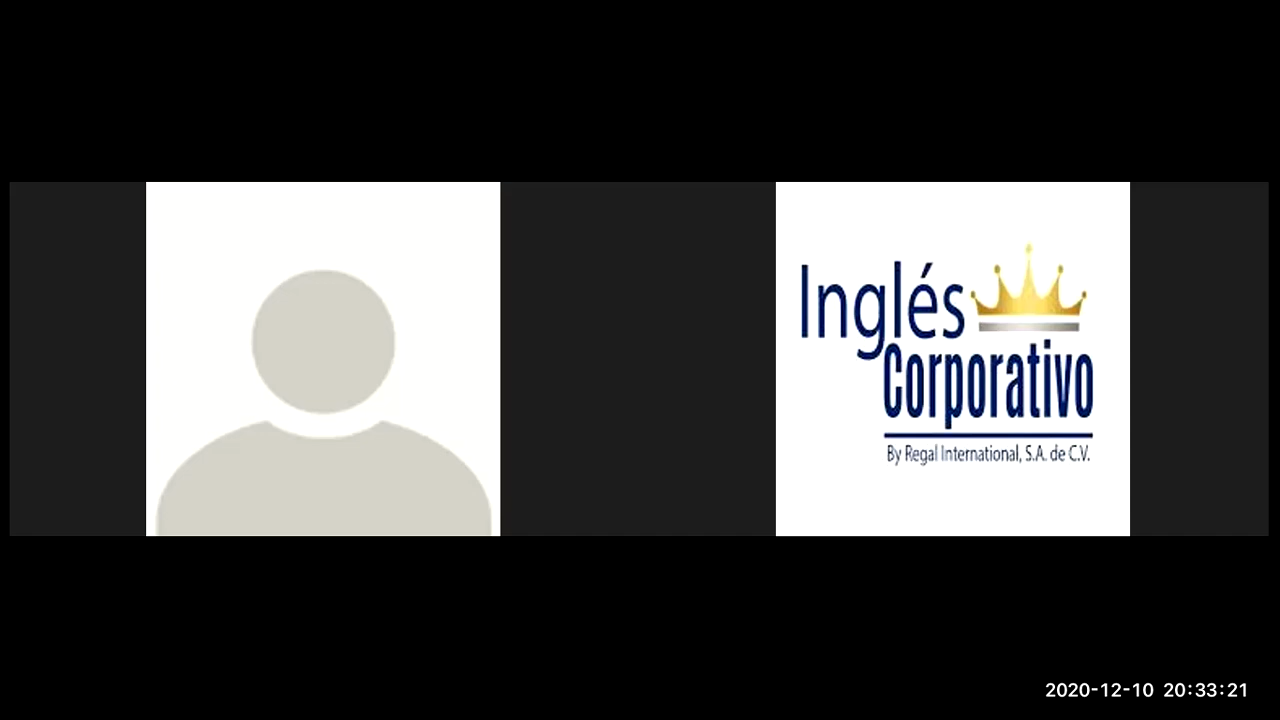 Inglés
Corporativo
By Regal International, S.A. de C.V.
2020-12-10 20:33:21